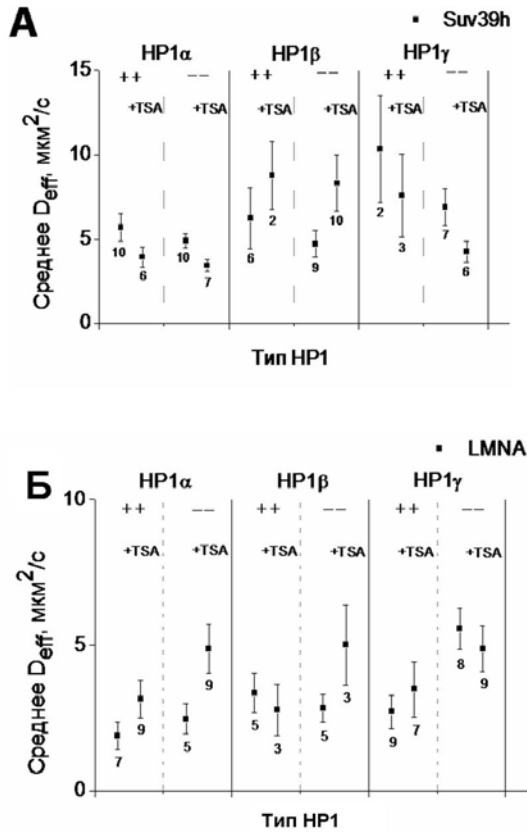 А
Suv39h
HP1α HP1β HP1γ
++ −− ++ −− ++ −−
+TSA +TSA +TSA +TSA +TSA +TSA
15
10
5
0
Среднее D_eff, мкм²/с
10 6 10 7 6 2 9 10 2 3 7 6
Тип HP1
LMNA
Б
HP1α HP1β HP1γ
++ −− ++ −− ++ −−
+TSA +TSA +TSA +TSA +TSA +TSA
10
5
0
Среднее D_eff, мкм²/с
7 9 5 9 5 3 5 3 9 7 8 9
Тип HP1